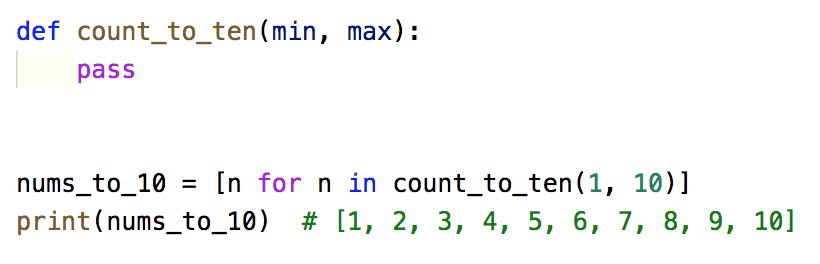 def count_to_ten(min, max):
    pass
nums_to_10 = [n for n in count_to_ten(1, 10)]
print(nums_to_10)  # [1, 2, 3, 4, 5, 6, 7, 8, 9, 10]